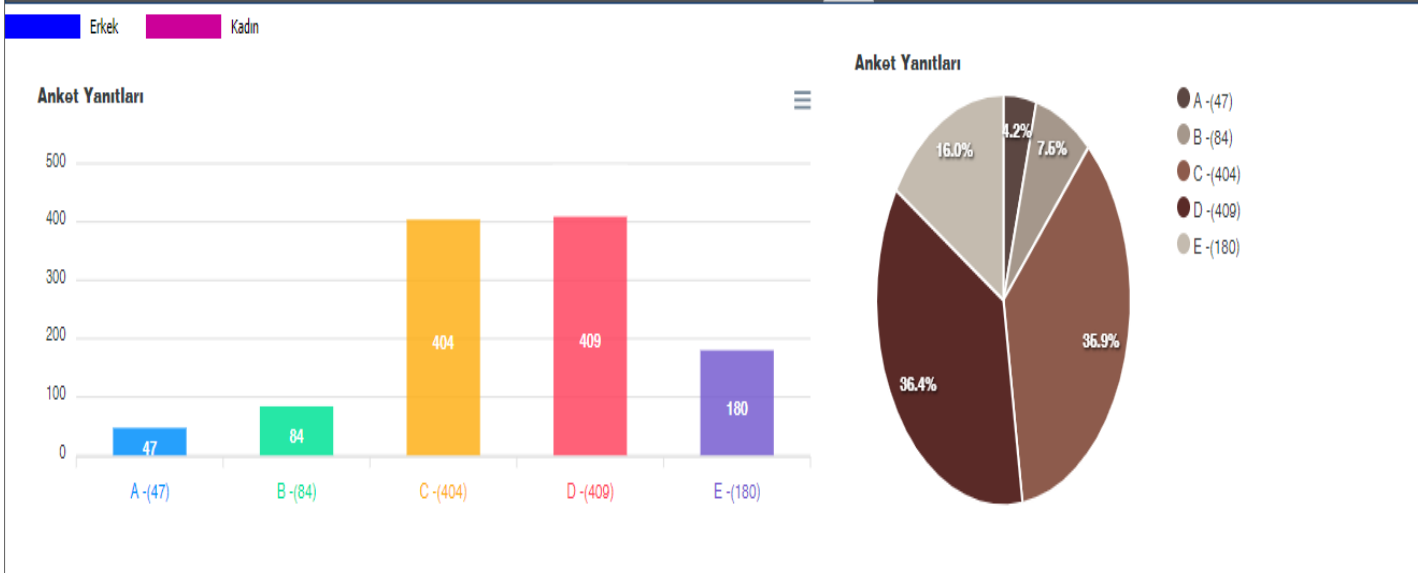 Erkek Kadın
Anket Yanıtları
500
400
300
200
100
0
47
84
404
409
180
A -(47)
B -(84)
C -(404)
D -(409)
E -(180)
Anket Yanıtları
4.2%
7.5%
35.9%
36.4%
16.0%
A -(47)
B -(84)
C -(404)
D -(409)
E -(180)